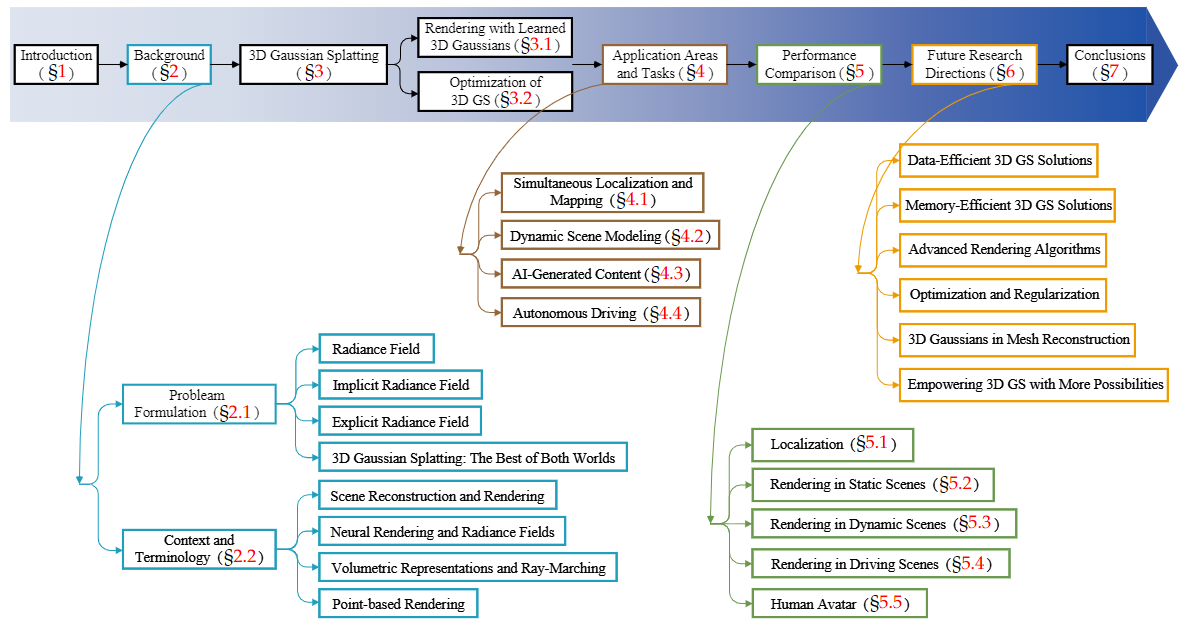 Introduction
(§1)
Background
(§2)
3D Gaussian Splatting
(§3)
Rendering with Learned
3D Gaussians (§3.1)
Optimization of
3D GS (§3.2)
Application Areas
and Tasks (§4)
Performance
Comparison (§5)
Future Research
Directions (§6)
Conclusions
(§7)
Simultaneous Localization and
Mapping (§4.1)
Dynamic Scene Modeling (§4.2)
AI-Generated Content (§4.3)
Autonomous Driving (§4.4)
Data-Efficient 3D GS Solutions
Memory-Efficient 3D GS Solutions
Advanced Rendering Algorithms
Optimization and Regularization
3D Gaussians in Mesh Reconstruction
Empowering 3D GS with More Possibilities
Probleam
Formulation (§2.1)
Radiance Field
Implicit Radiance Field
Explicit Radiance Field
3D Gaussian Splatting: The Best of Both Worlds
Context and
Terminology (§2.2)
Scene Reconstruction and Rendering
Neural Rendering and Radiance Fields
Volumetric Representations and Ray-Marching
Point-based Rendering
Localization (§5.1)
Rendering in Static Scenes (§5.2)
Rendering in Dynamic Scenes (§5.3)
Rendering in Driving Scenes (§5.4)
Human Avatar (§5.5)